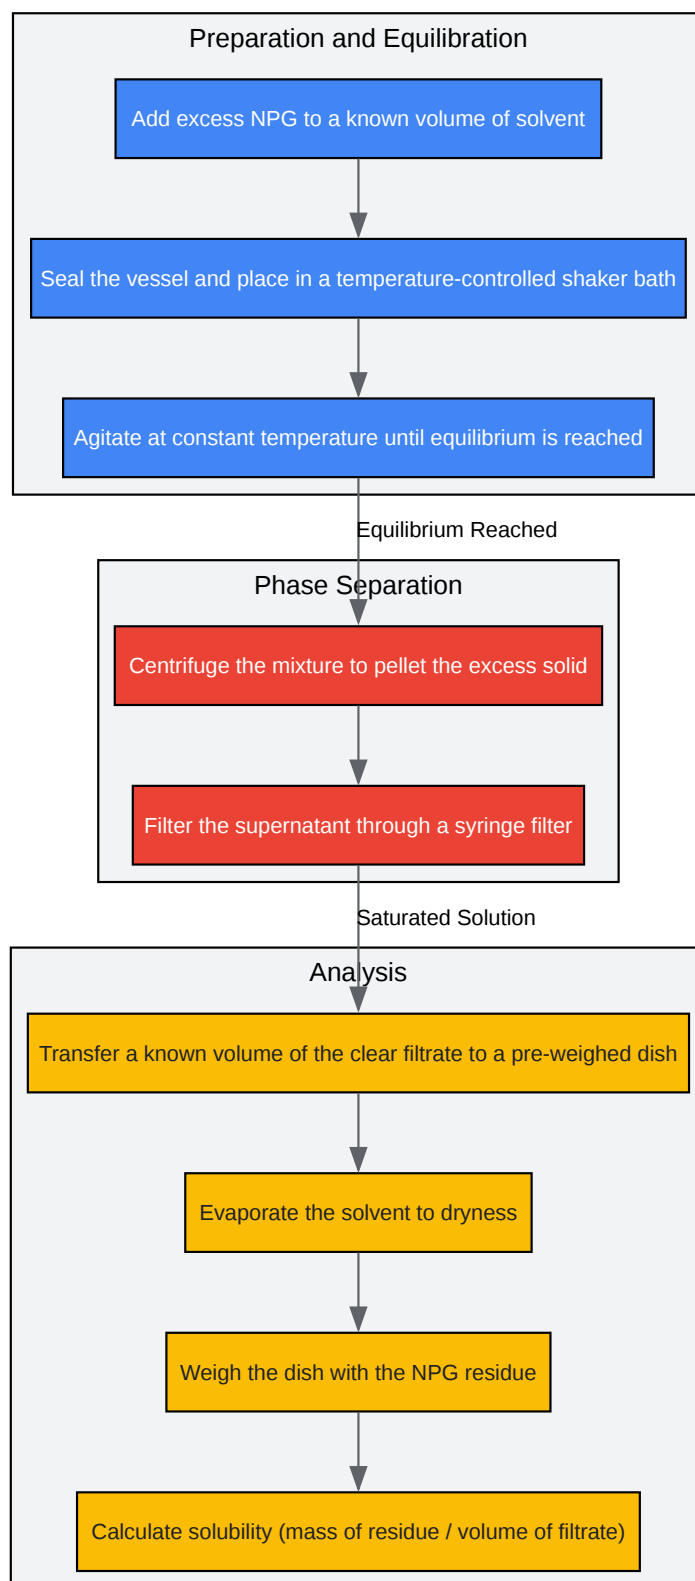 Preparation and Equilibration
Add excess NPG to a known volume of solvent
Seal the vessel and place in a temperature-controlled shaker bath
Agitate at constant temperature until equilibrium is reached
Equilibrium Reached
Phase Separation
Centrifuge the mixture to pellet the excess solid
Filter the supernatant through a syringe filter
Saturated Solution
Analysis
Transfer a known volume of the clear filtrate to a pre-weighed dish
Evaporate the solvent to dryness
Weigh the dish with the NPG residue
Calculate solubility (mass of residue / volume of filtrate)